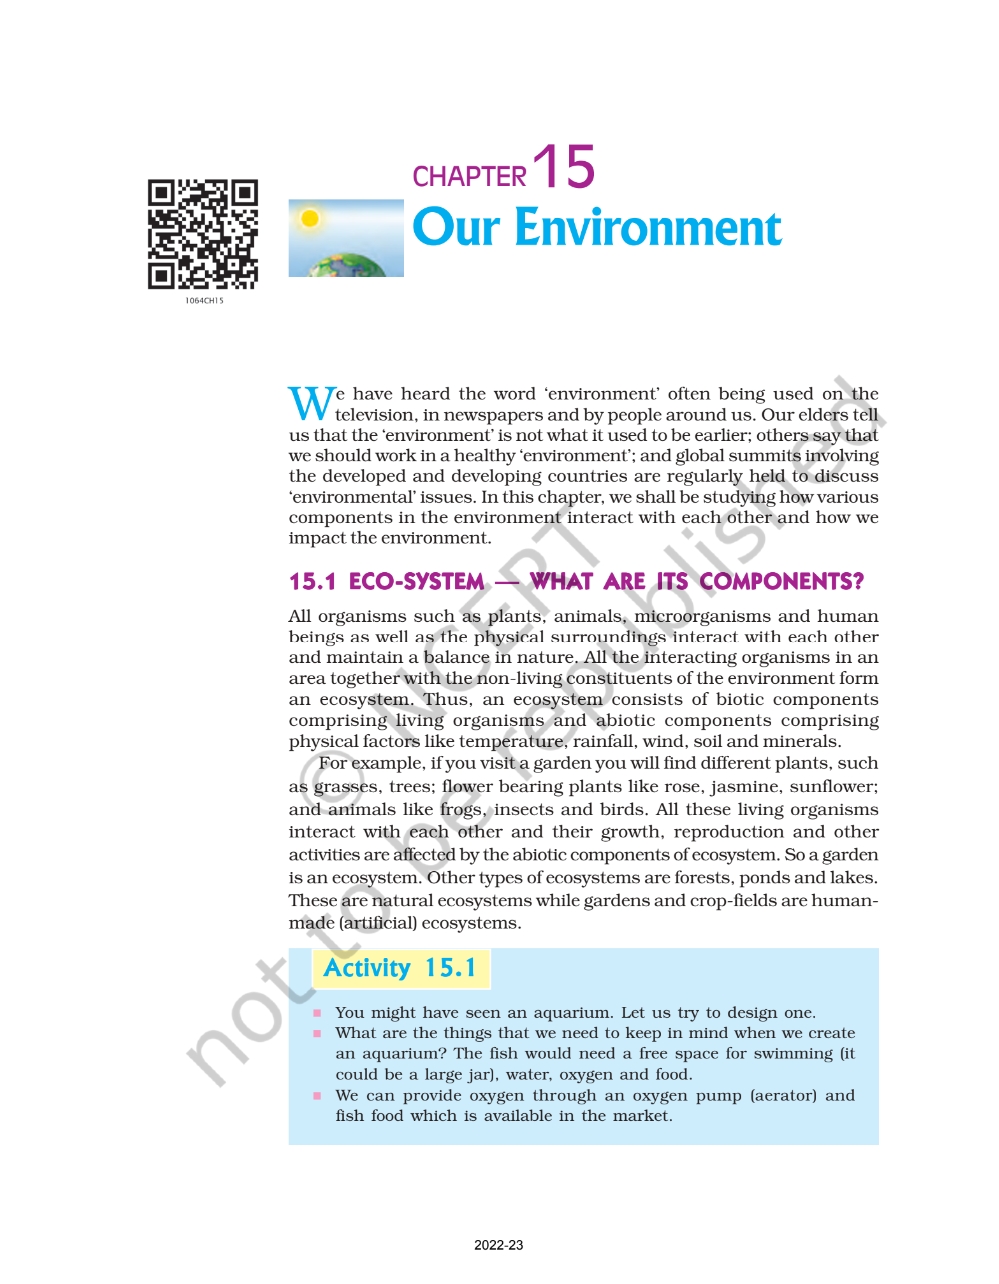 CHAPTER 15
Our Environment
1064CH15
We have heard the word ‘environment’ often being used on the
television, in newspapers and by people around us. Our elders tell
us that the ‘environment’ is not what it used to be earlier; others say that
we should work in a healthy ‘environment’; and global summits involving
the developed and developing countries are regularly held to discuss
‘environmental’ issues. In this chapter, we shall be studying how various
components in the environment interact with each other and how we
impact the environment.
15.1 ECO-SYSTEM — WHAT ARE ITS COMPONENTS?
All organisms such as plants, animals, microorganisms and human
beings as well as the physical surroundings interact with each other
and maintain a balance in nature. All the interacting organisms in an
area together with the non-living constituents of the environment form
an ecosystem. Thus, an ecosystem consists of biotic components
comprising living organisms and abiotic components comprising
physical factors like temperature, rainfall, wind, soil and minerals.
For example, if you visit a garden you will find different plants, such
as grasses, trees; flower bearing plants like rose, jasmine, sunflower;
and animals like frogs, insects and birds. All these living organisms
interact with each other and their growth, reproduction and other
activities are affected by the abiotic components of ecosystem. So a garden
is an ecosystem. Other types of ecosystems are forests, ponds and lakes.
These are natural ecosystems while gardens and crop-fields are human-
made (artificial) ecosystems.
Activity 15.1
■ You might have seen an aquarium. Let us try to design one.
■ What are the things that we need to keep in mind when we create
an aquarium? The fish would need a free space for swimming (it
could be a large jar), water, oxygen and food.
■ We can provide oxygen through an oxygen pump (aerator) and
fish food which is available in the market.
© NCERT
not to be republished
2022-23